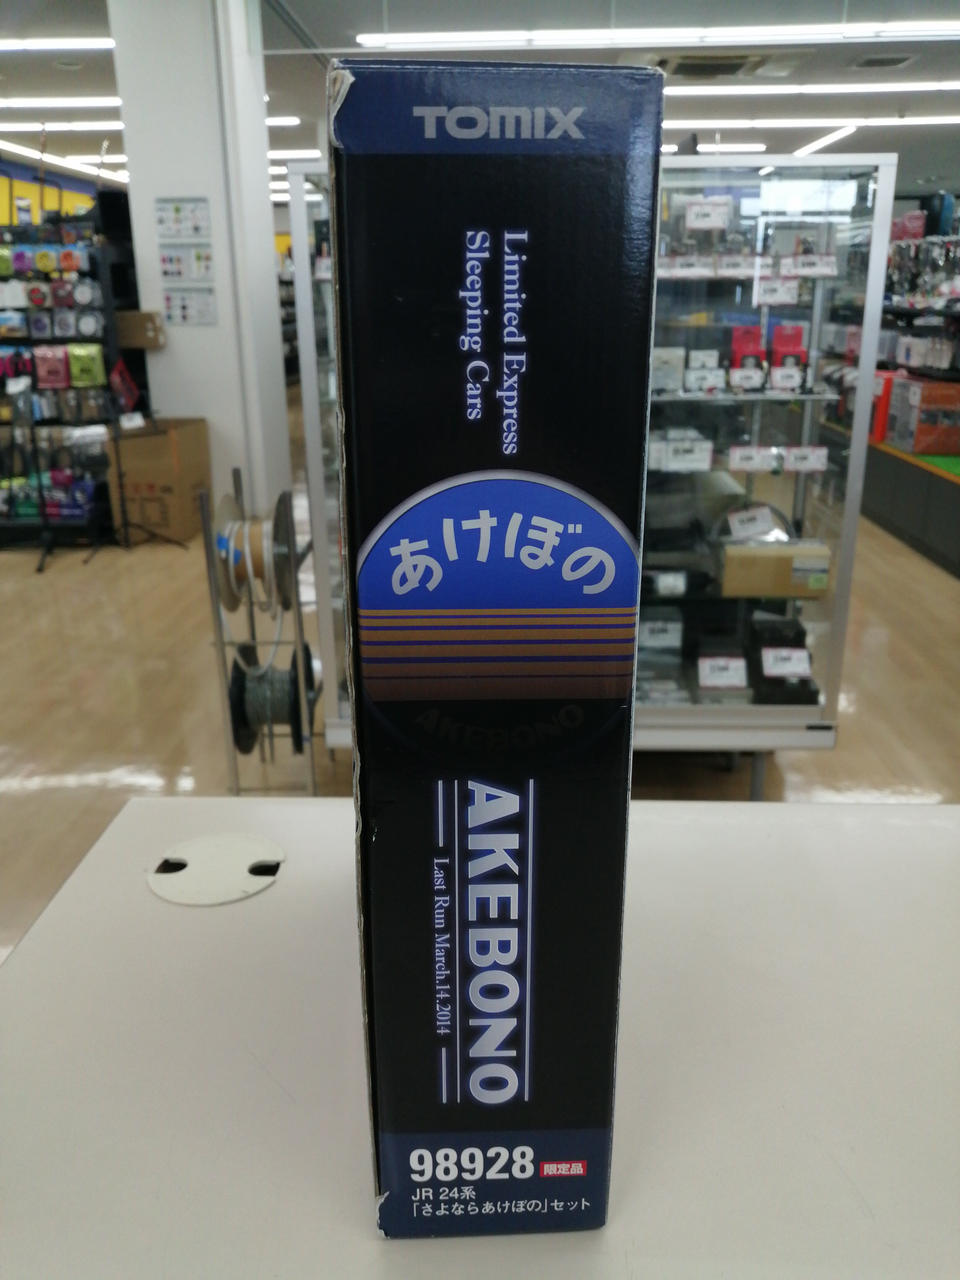 TOMIX
Limited Express
Sleeping Cars
あけぼの
AKEBONO
AKEBONO
Last Run March.14.2014
98928 限定品
JR 24系
「さよならあけぼの」セット